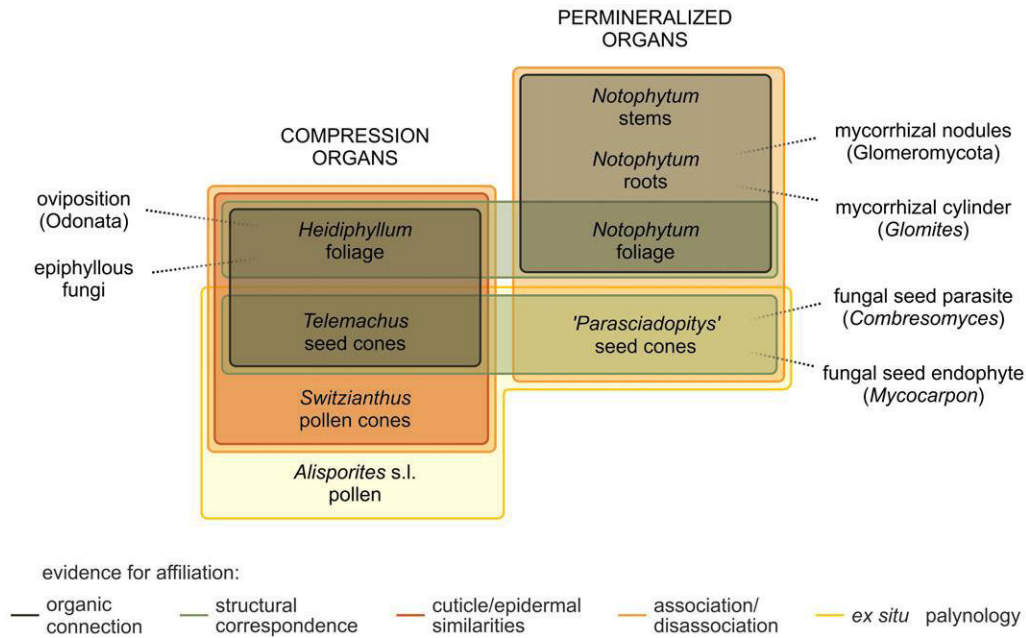 PERMINERALIZED
ORGANS
COMPRESSION
ORGANS
Notophytum
stems
Notophytum
roots
Notophytum
foliage
mycorrhizal nodules
(Glomeromycota)
mycorrhizal cylinder
(Glomites)
oviposition
(Odonata)
epiphyllous
fungi
Heidiphyllum
foliage
Telemachus
seed cones
'Parasciadopitys'
seed cones
fungal seed parasite
(Combresomyces)
fungal seed endophyte
(Mycocarpon)
Switzianthus
pollen cones
Alisporites s.l.
pollen
evidence for affiliation:
organic
connection
structural
correspondence
cuticle/epidermal
similarities
association/
disassociation
ex situ palynology